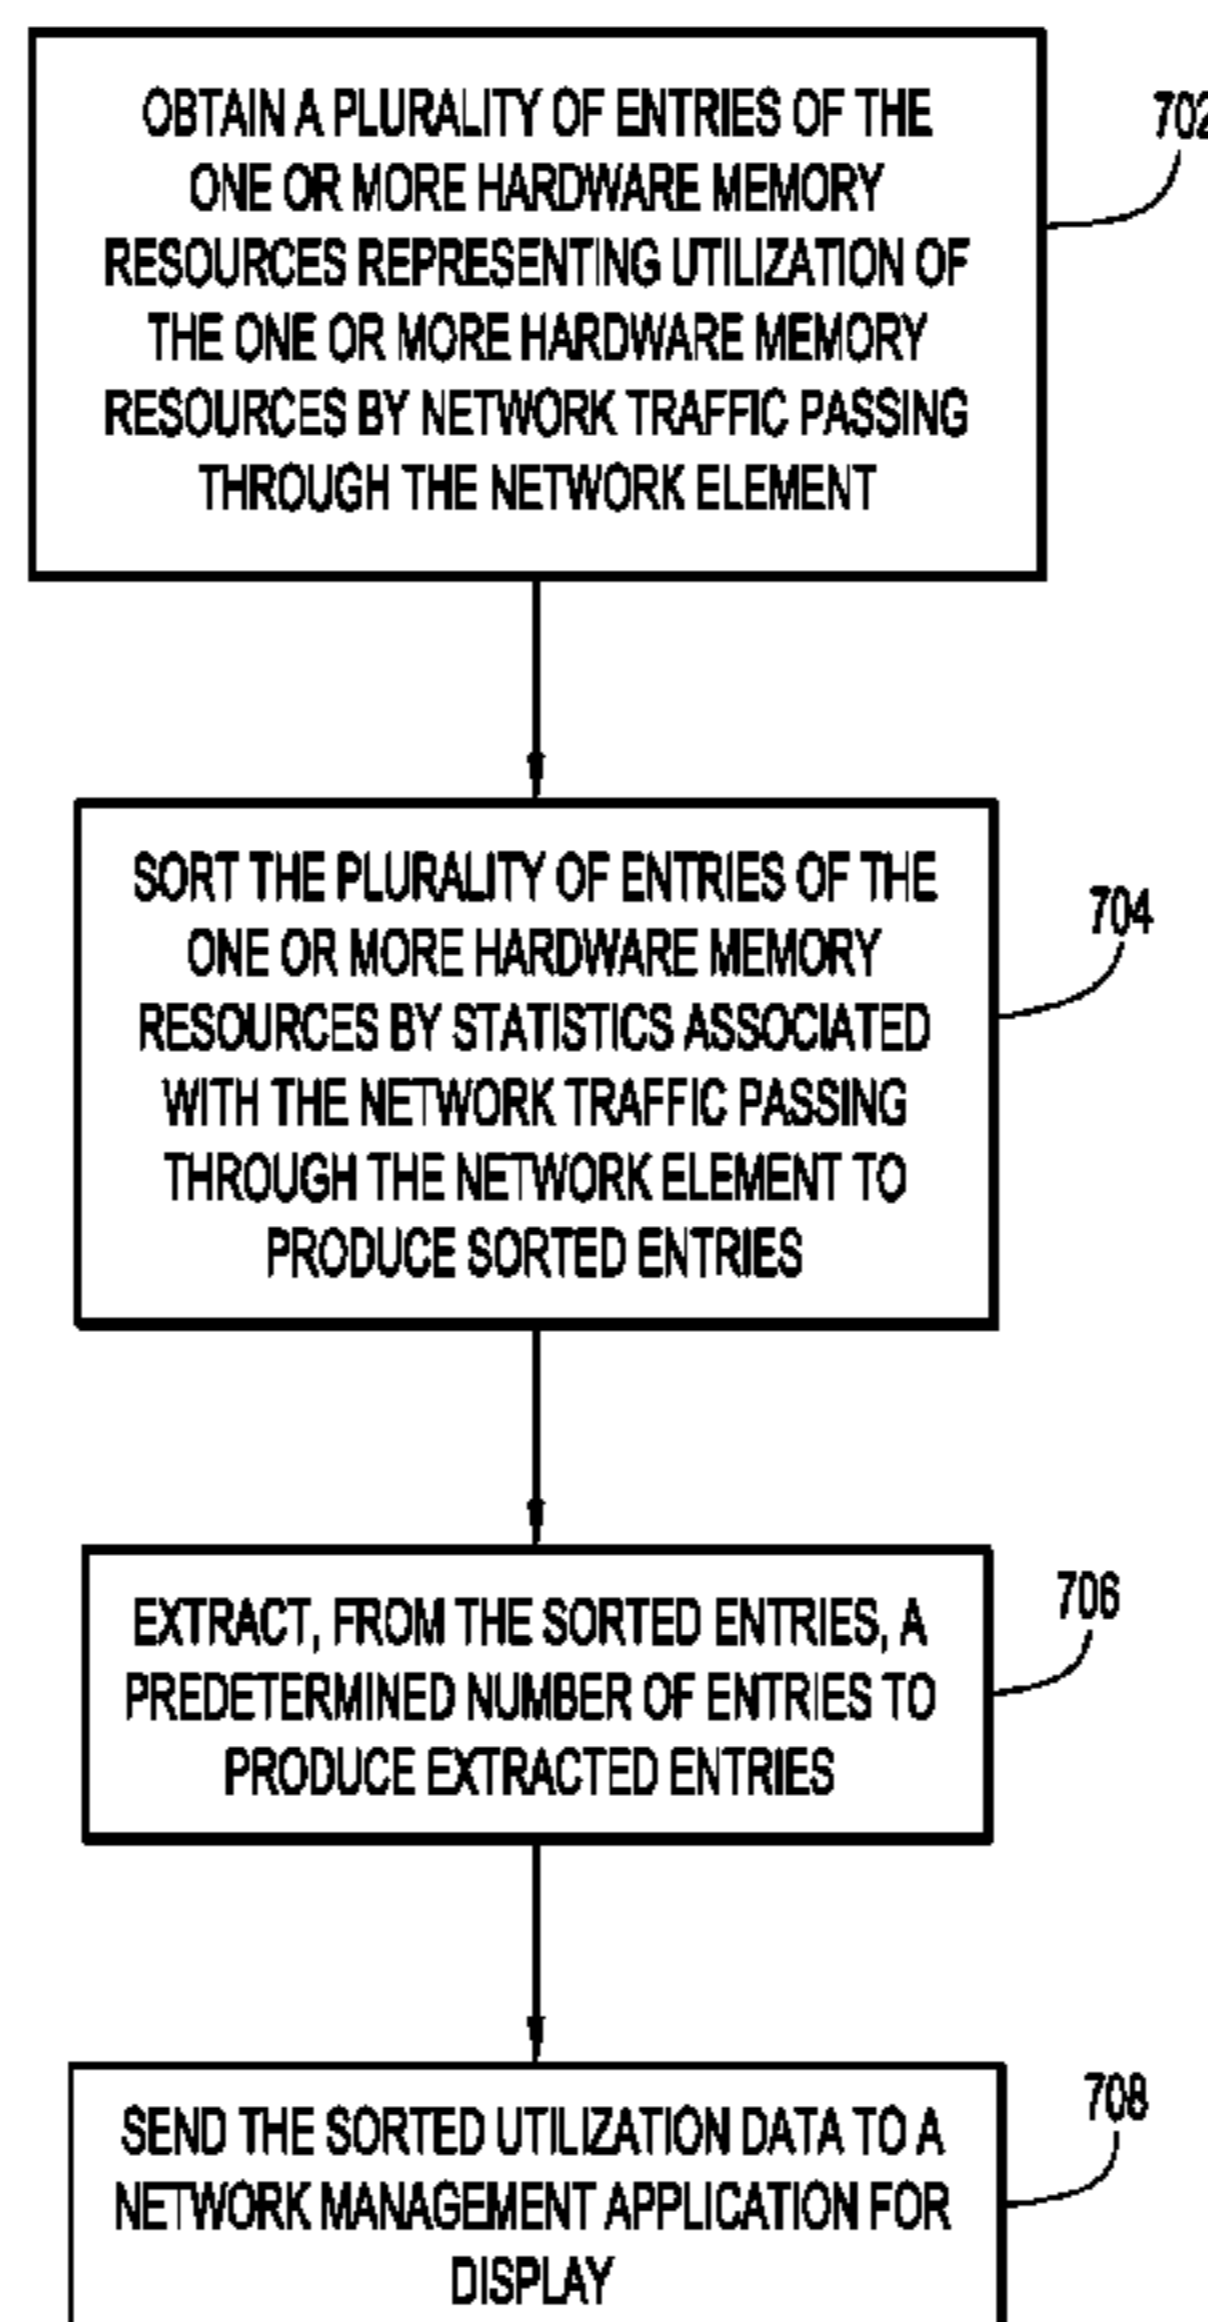 OBTAIN A PLURALITY OF ENTRIES OF THE
ONE OR MORE HARDWARE MEMORY
RESOURCES REPRESENTING UTILIZATION OF
THE ONE OR MORE HARDWARE MEMORY
RESOURCES BY NETWORK TRAFFIC PASSING
THROUGH THE NETWORK ELEMENT
702
SORT THE PLURALITY OF ENTRIES OF THE
ONE OR MORE HARDWARE MEMORY
RESOURCES BY STATISTICS ASSOCIATED
WITH THE NETWORK TRAFFIC PASSING
THROUGH THE NETWORK ELEMENT TO
PRODUCE SORTED ENTRIES
704
EXTRACT, FROM THE SORTED ENTRIES, A
PREDETERMINED NUMBER OF ENTRIES TO
PRODUCE EXTRACTED ENTRIES
706
SEND THE SORTED UTILIZATION DATA TO A
NETWORK MANAGEMENT APPLICATION FOR
DISPLAY
708